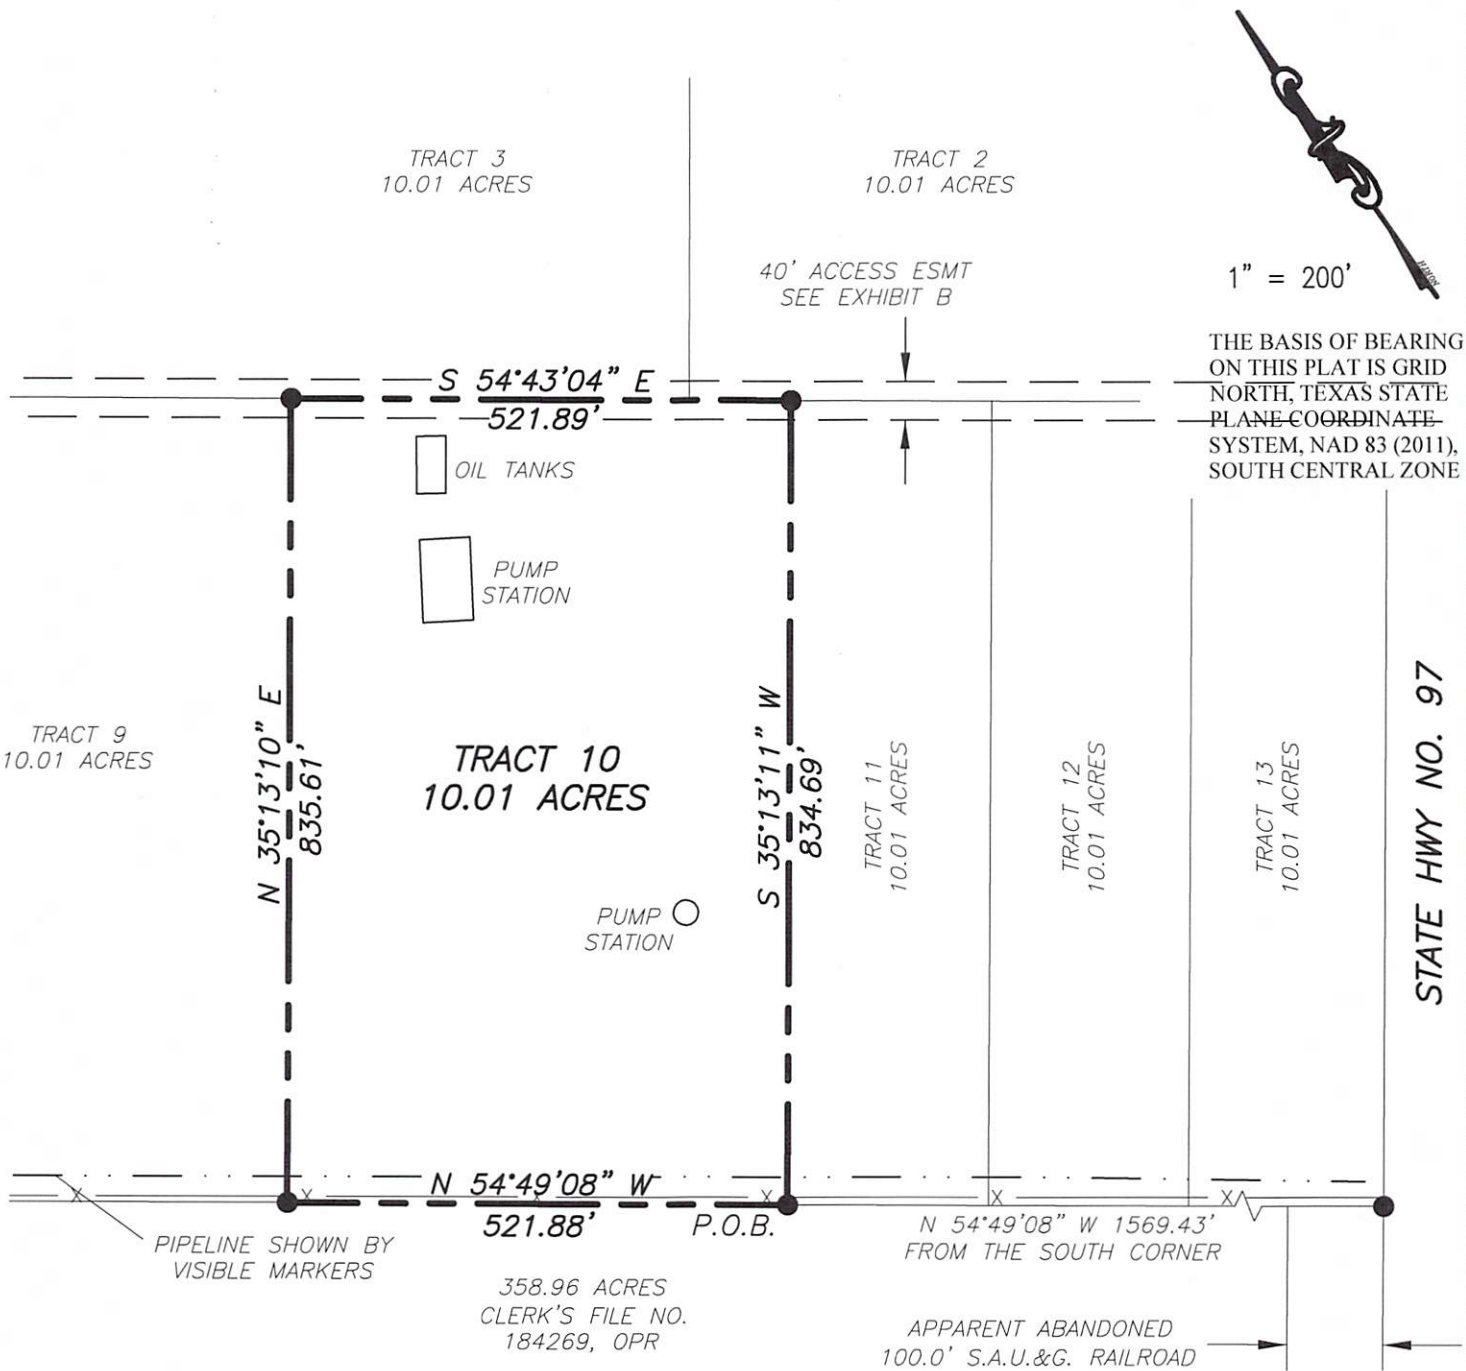 TRACT 3
10.01 ACRES
TRACT 2
10.01 ACRES
40' ACCESS ESMT
SEE EXHIBIT B
1" = 200'
THE BASIS OF BEARING
ON THIS PLAT IS GRID
NORTH, TEXAS STATE
PLANE COORDINATE
SYSTEM, NAD 83 (2011),
SOUTH CENTRAL ZONE
S 54°43'04" E
521.89'
OIL TANKS
PUMP
STATION
N 35°13'10" E
835.61'
TRACT 9
10.01 ACRES
TRACT 10
10.01 ACRES
S 35°13'11" W
834.69'
TRACT 11
10.01 ACRES
TRACT 12
10.01 ACRES
TRACT 13
10.01 ACRES
STATE HWY NO. 97
PUMP
STATION
N 54°49'08" W
521.88'
P.O.B.
N 54°49'08" W 1569.43'
FROM THE SOUTH CORNER
PIPELINE SHOWN BY
VISIBLE MARKERS
358.96 ACRES
CLERK'S FILE NO.
184269, OPR
APPARENT ABANDONED
100.0' S.A.U.&G. RAILROAD